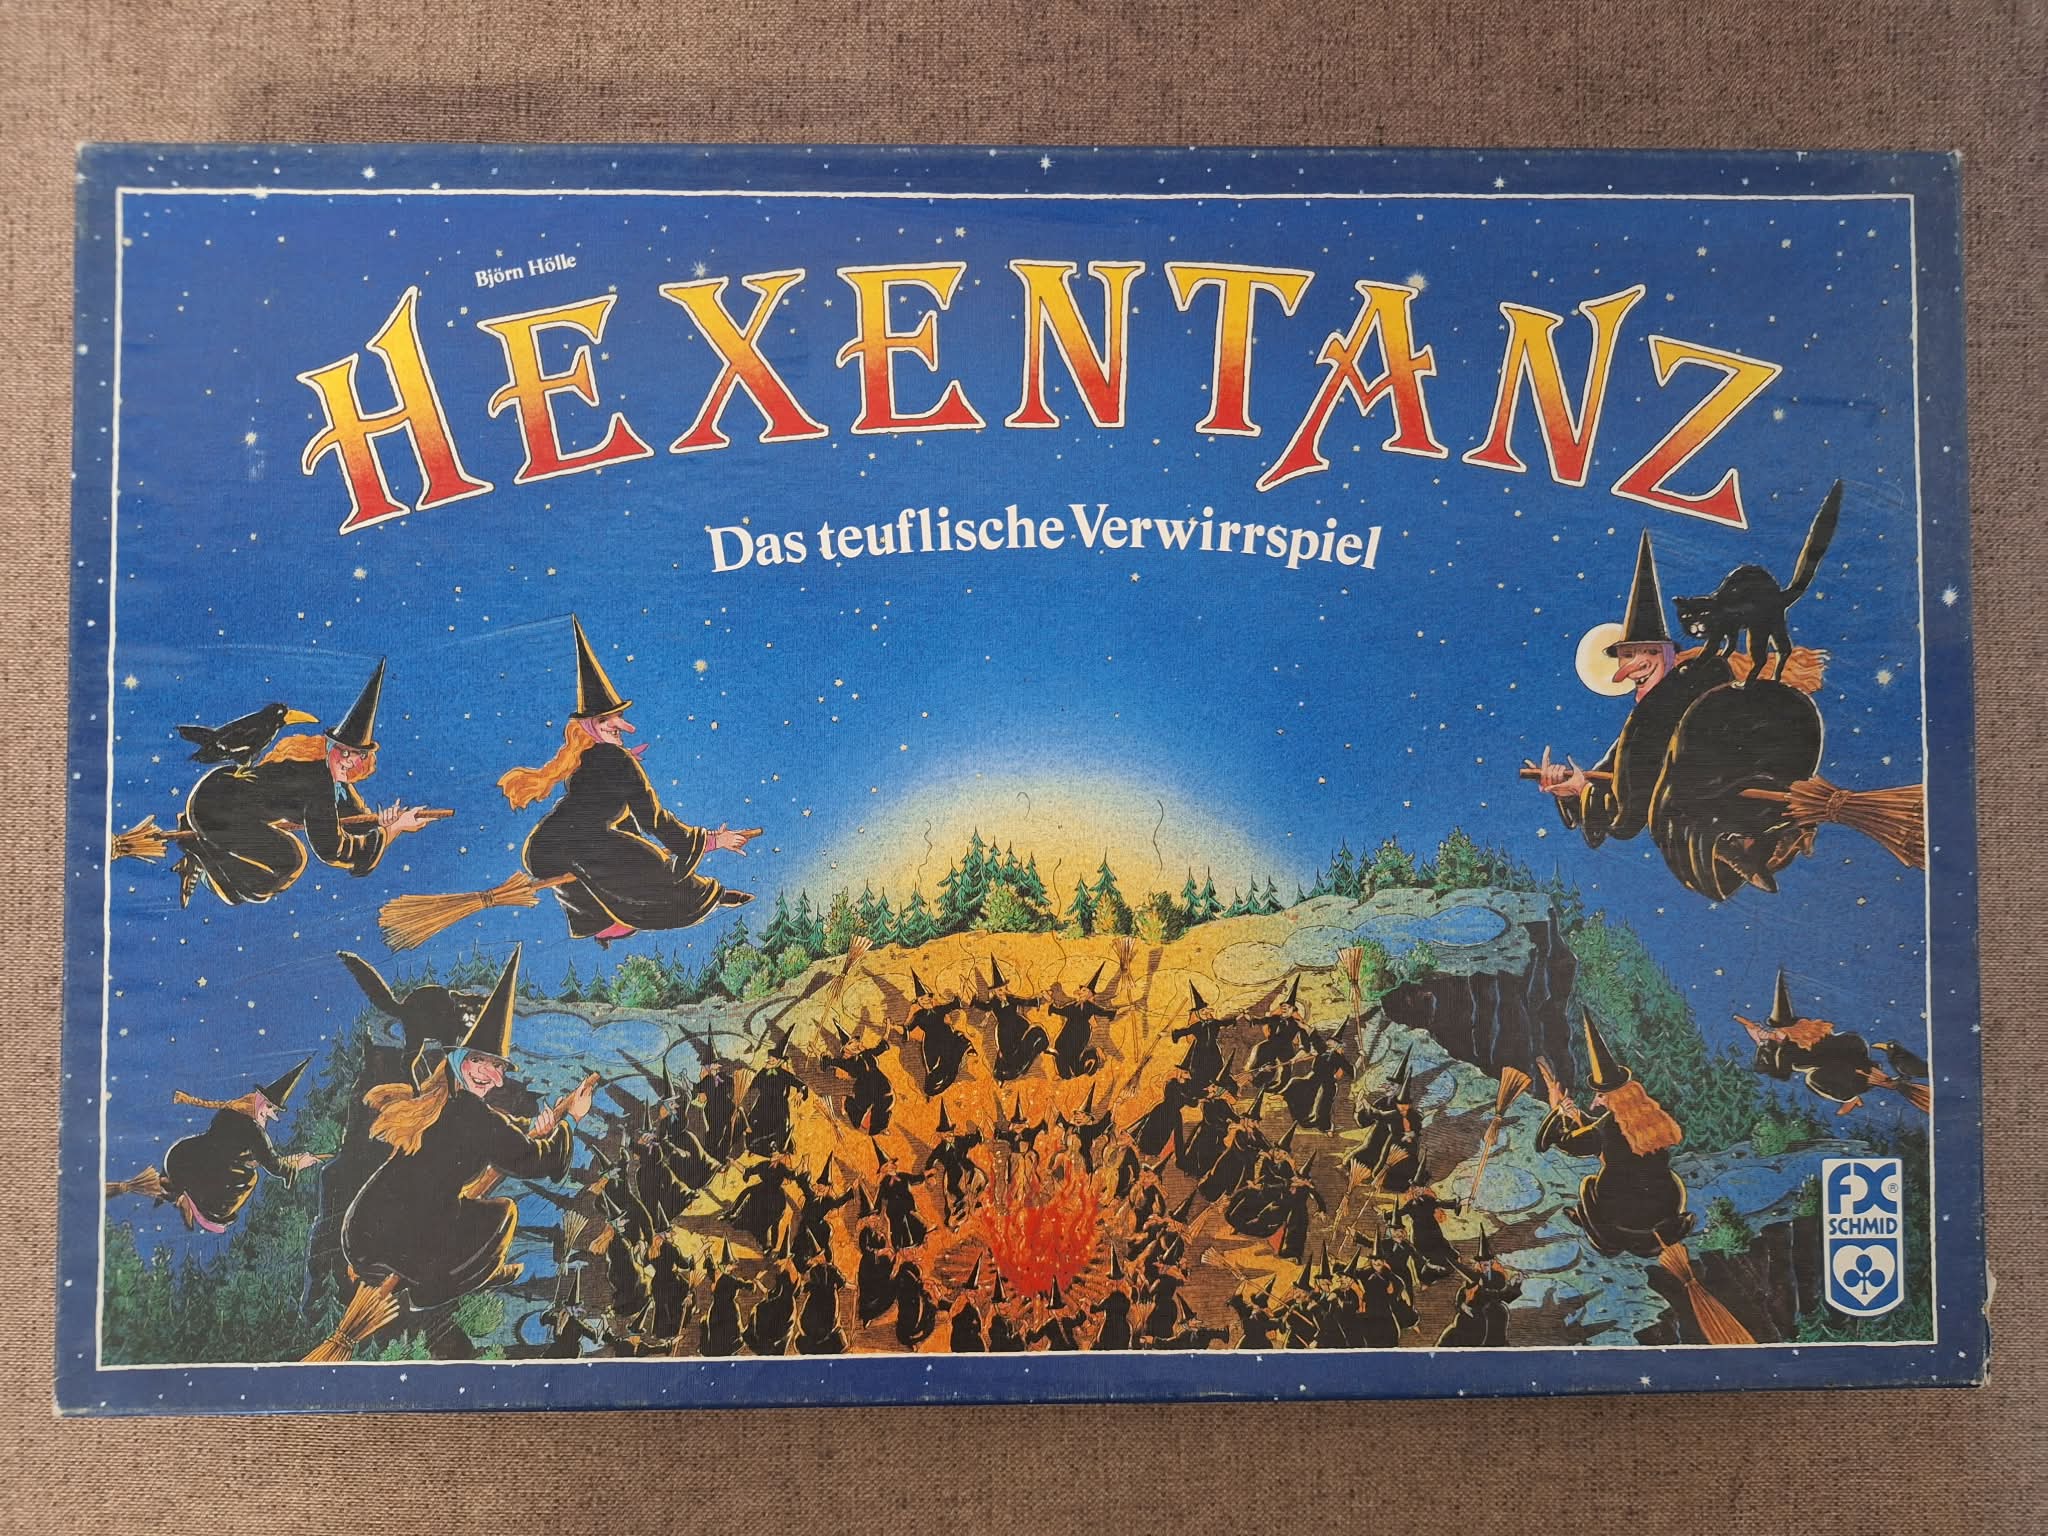 Björn Hölle
HEXENTANZ
Das teuflische Verwirrspiel
FX®
SCHMID